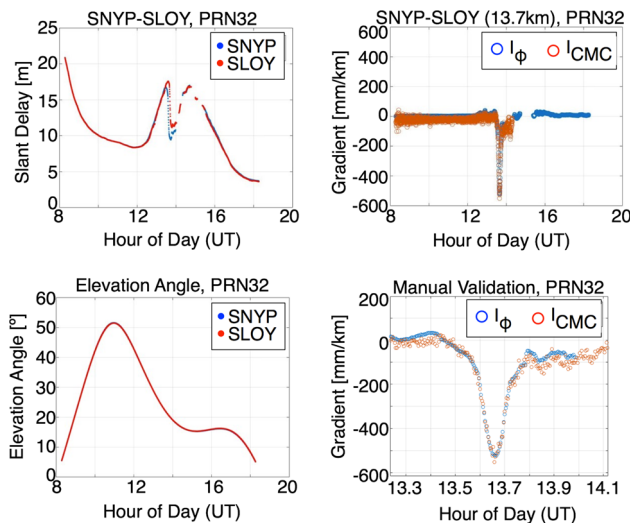 SNYP-SLOY, PRN32
Slant Delay [m]
25
20
15
10
5
0
8
12
16
20
Hour of Day (UT)
SNYP
SLOY
SNYP-SLOY (13.7km), PRN32
Gradient [mm/km]
600
400
200
0
-200
-400
-600
8
12
16
20
Hour of Day (UT)
Iϕ
ICMC
Elevation Angle, PRN32
Elevation Angle [°]
60
50
40
30
20
10
0
8
12
16
20
Hour of Day (UT)
SNYP
SLOY
Manual Validation, PRN32
Gradient [mm/km]
200
0
-200
-400
-600
13.3
13.5
13.7
13.9
14.1
Hour of Day (UT)
Iϕ
ICMC